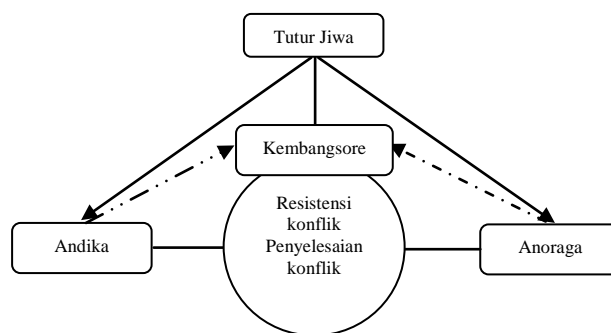 Tutur Jiwa
Kembangsore
Resistensi
konflik
Penyelesaian
konflik
Andika
Anoraga